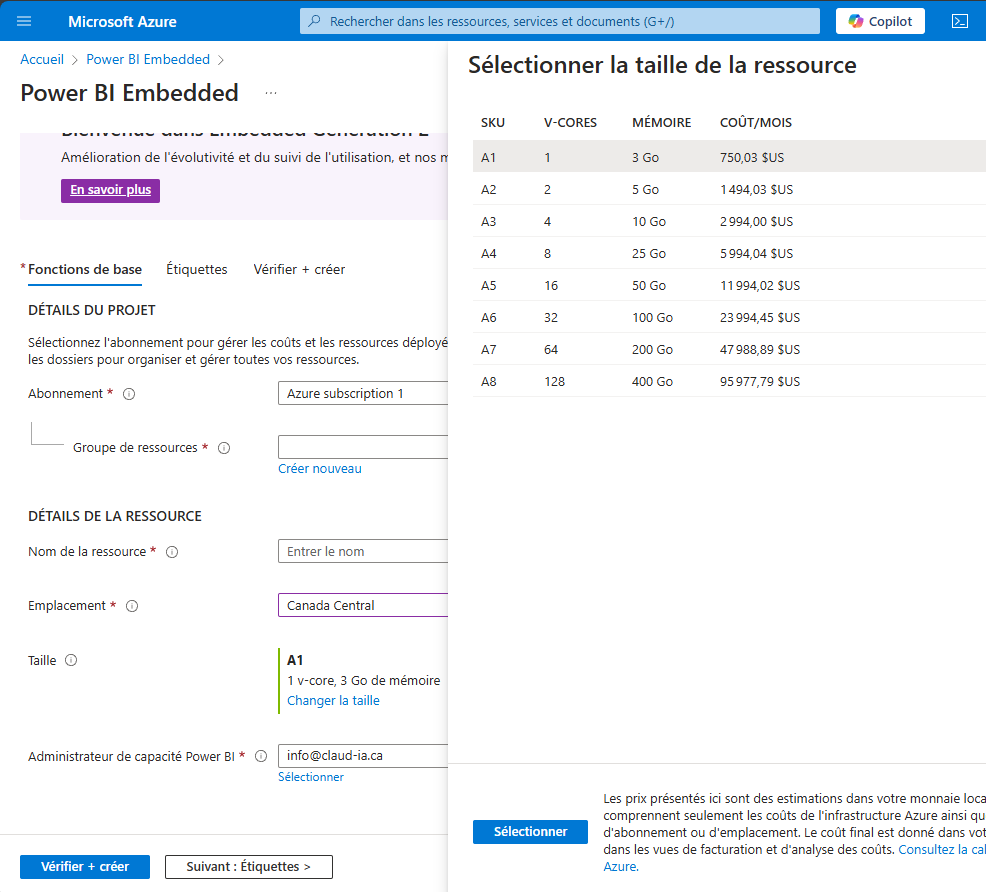 Microsoft Azure
Rechercher dans les ressources, services et documents (G+/)
Copilot
Accueil > Power BI Embedded >
Power BI Embedded ...
Bienvenue dans Embedded Generation 2
Amélioration de l'évolutivité et du suivi de l'utilisation, et nos
En savoir plus
* Fonctions de base Étiquettes Vérifier + créer
DÉTAILS DU PROJET
Sélectionnez l'abonnement pour gérer les coûts et les ressources déployé
les dossiers pour organiser et gérer toutes vos ressources.
Abonnement *
Azure subscription 1
Groupe de ressources *
Créer nouveau
DÉTAILS DE LA RESSOURCE
Nom de la ressource *
Entrer le nom
Emplacement *
Canada Central
Taille
A1
1 v-core, 3 Go de mémoire
Changer la taille
Administrateur de capacité Power BI *
info@claud-ia.ca
Sélectionner
Vérifier + créer
Suivant : Étiquettes >
Sélectionner la taille de la ressource
SKU V-CORES MÉMOIRE COÛT/MOIS
A1 1 3 Go 750,03 $US
A2 2 5 Go 1 494,03 $US
A3 4 10 Go 2 994,00 $US
A4 8 25 Go 5 994,04 $US
A5 16 50 Go 11 994,02 $US
A6 32 100 Go 23 994,45 $US
A7 64 200 Go 47 988,89 $US
A8 128 400 Go 95 977,79 $US
Sélectionner
Les prix présentés ici sont des estimations dans votre monnaie loca
comprennent seulement les coûts de l'infrastructure Azure ainsi qu
d'abonnement ou d'emplacement. Le coût final est donné dans vot
dans les vues de facturation et d'analyse des coûts. Consultez la cal
Azure.